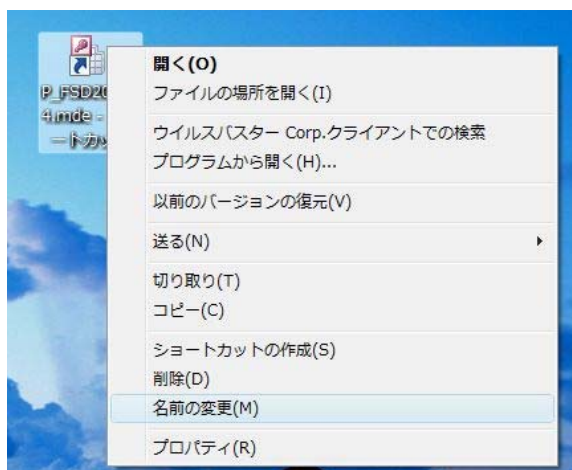 P_FSD20
4.mde -
ートカッ
開く(O)
ファイルの場所を開く(I)
ウイルスバスター Corp.クライアントでの検索
プログラムから開く(H)...
以前のバージョンの復元(V)
送る(N)
切り取り(T)
コピー(C)
ショートカットの作成(S)
削除(D)
名前の変更(M)
プロパティ(R)